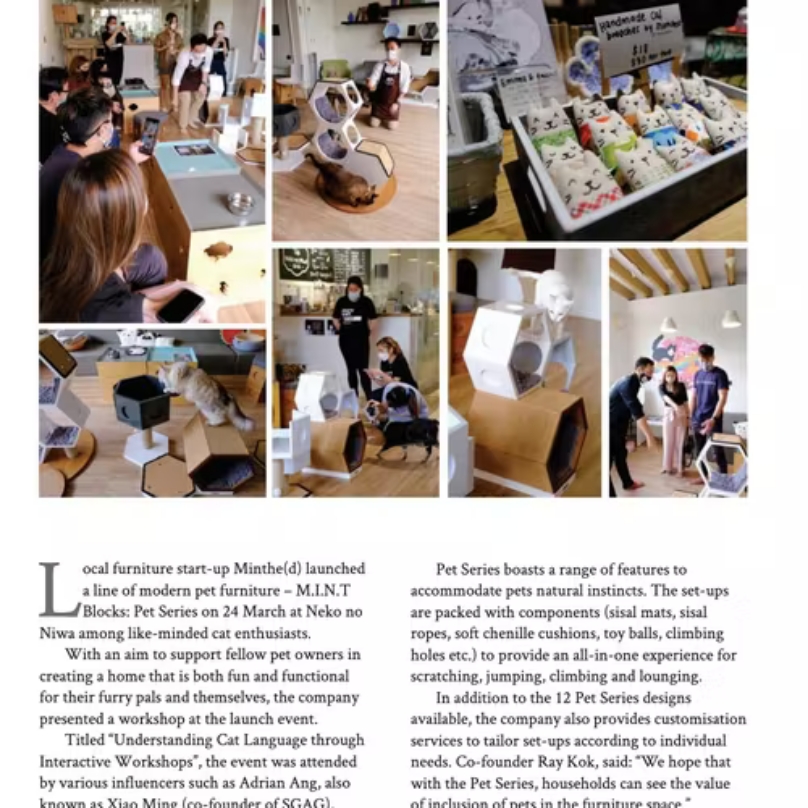 Handmade Cat
brooches by
$18
Local furniture start-up Minthe(d) launched
a line of modern pet furniture – M.I.N.T
Blocks: Pet Series on 24 March at Neko no
Niwa among like-minded cat enthusiasts.
With an aim to support fellow pet owners in
creating a home that is both fun and functional
for their furry pals and themselves, the company
presented a workshop at the launch event.
Titled “Understanding Cat Language through
Interactive Workshops”, the event was attended
by various influencers such as Adrian Ang, also
known as Xiao Ming (co-founder of SGAG).
Pet Series boasts a range of features to
accommodate pets natural instincts. The set-ups
are packed with components (sisal mats, sisal
ropes, soft chenille cushions, toy balls, climbing
holes etc.) to provide an all-in-one experience for
scratching, jumping, climbing and lounging.
In addition to the 12 Pet Series designs
available, the company also provides customisation
services to tailor set-ups according to individual
needs. Co-founder Ray Kok, said: “We hope that
with the Pet Series, households can see the value
of inclusion of pets in the furniture space.”